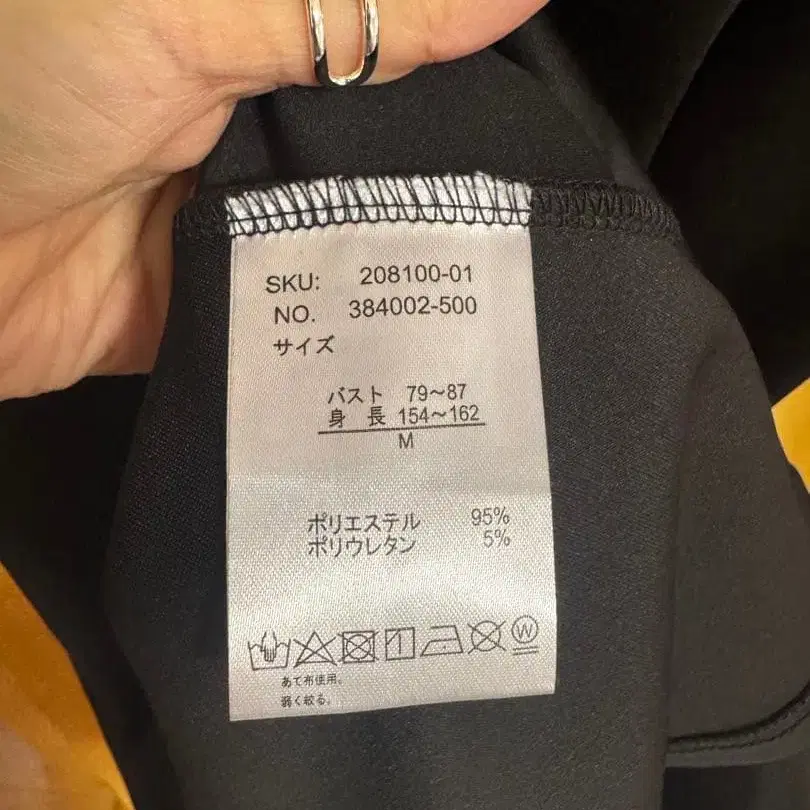 SKU: 208100-01
NO. 384002-500
サイズ
バスト 79～87
身 長 154～162
M
ポリエステル 95%
ポリウレタン 5%
W
あて布使用。
弱く絞る。